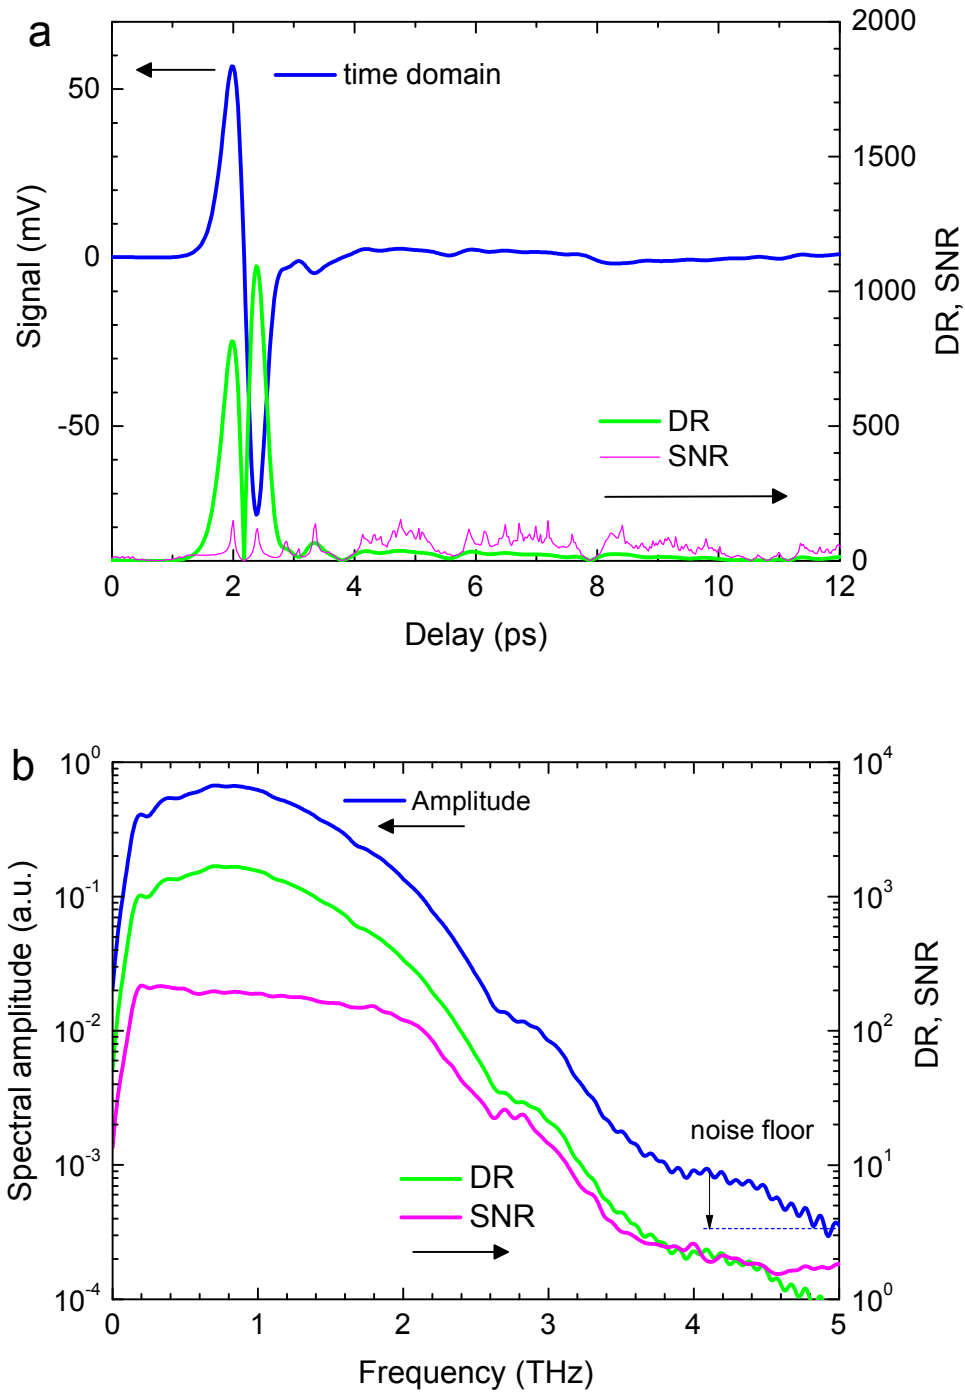 a
time domain
Signal (mV)
50
0
-50
2000
1500
1000
500
0
DR, SNR
DR
SNR
0 2 4 6 8 10 12
Delay (ps)
b
Amplitude
Spectral amplitude (a.u.)
10^0
10^-1
10^-2
10^-3
10^-4
10^4
10^3
10^2
10^1
10^0
DR, SNR
noise floor
DR
SNR
0 1 2 3 4 5
Frequency (THz)